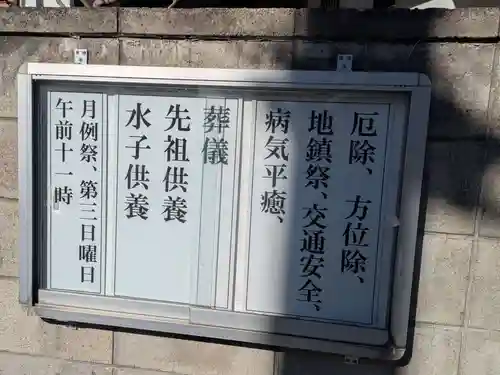 厄除、方位除、
地鎮祭、交通安全、
病気平癒、
葬儀
先祖供養
水子供養
月例祭、第三日曜日
午前十一時